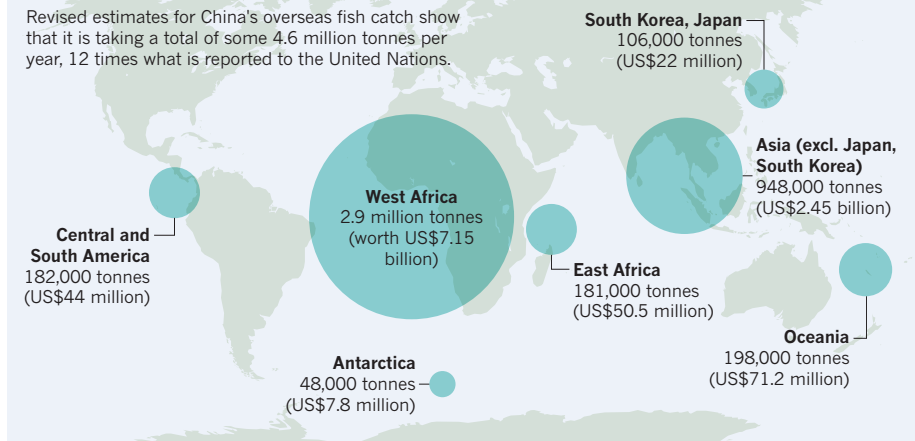 Revised estimates for China's overseas fish catch show
that it is taking a total of some 4.6 million tonnes per
year, 12 times what is reported to the United Nations.
South Korea, Japan
106,000 tonnes
(US$22 million)
Asia (excl. Japan,
South Korea)
948,000 tonnes
(US$2.45 billion)
West Africa
2.9 million tonnes
(worth US$7.15
billion)
Central and
South America
182,000 tonnes
(US$44 million)
East Africa
181,000 tonnes
(US$50.5 million)
Oceania
198,000 tonnes
(US$71.2 million)
Antarctica
48,000 tonnes
(US$7.8 million)